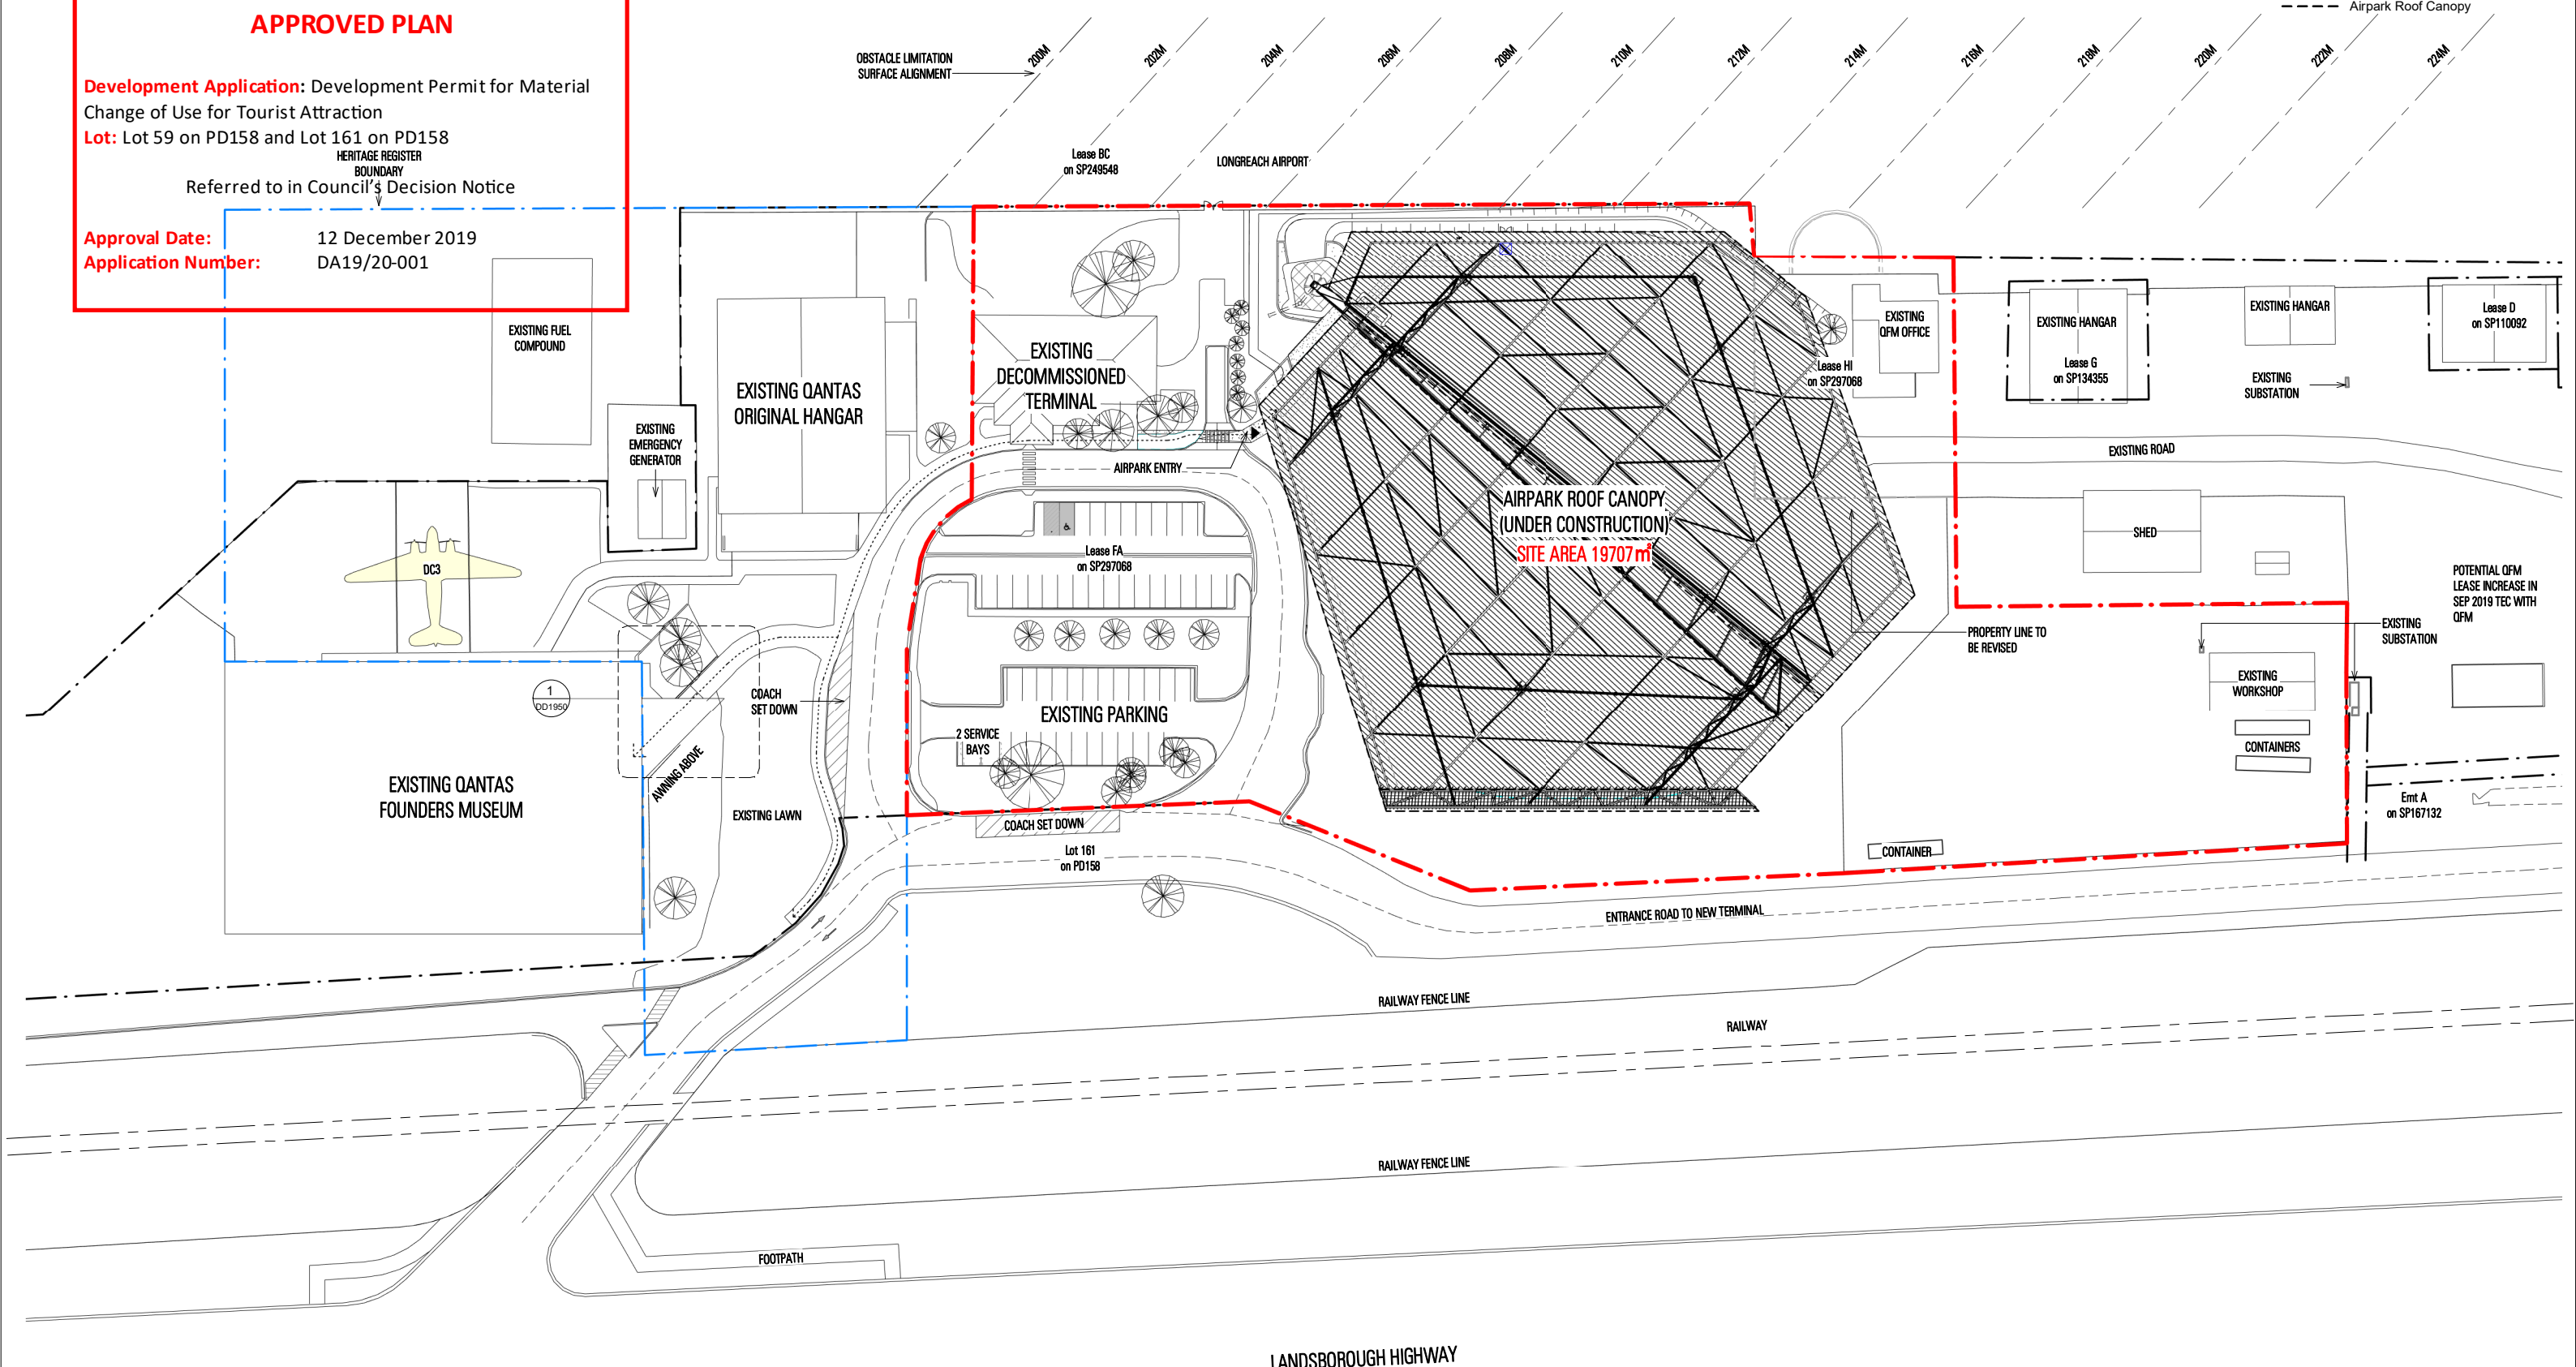 APPROVED PLAN
Development Application: Development Permit for Material
Change of Use for Tourist Attraction
Lot: Lot 59 on PD158 and Lot 161 on PD158
HERITAGE REGISTER
BOUNDARY
Referred to in Council's Decision Notice
Approval Date: 12 December 2019
Application Number: DA19/20-001
Airpark Roof Canopy
OBSTACLE LIMITATION
SURFACE ALIGNMENT
200M
202M
204M
206M
208M
210M
212M
214M
216M
218M
220M
222M
224M
Lease BC
on SP249548
LONGREACH AIRPORT
EXISTING FUEL
COMPOUND
EXISTING
EMERGENCY
GENERATOR
EXISTING QANTAS
ORIGINAL HANGAR
EXISTING
DECOMMISSIONED
TERMINAL
AIRPARK ENTRY
EXISTING
QFM OFFICE
Lease HI
on SP297068
EXISTING HANGAR
Lease G
on SP134355
EXISTING HANGAR
EXISTING
SUBSTATION
Lease D
on SP110092
EXISTING ROAD
AIRPARK ROOF CANOPY
(UNDER CONSTRUCTION)
SITE AREA 19707m²
SHED
DC3
Lease FA
on SP297068
POTENTIAL QFM
LEASE INCREASE IN
SEP 2019 TEC WITH
QFM
PROPERTY LINE TO
BE REVISED
EXISTING
SUBSTATION
EXISTING
WORKSHOP
CONTAINERS
1
DD1950
COACH
SET DOWN
EXISTING PARKING
2 SERVICE
BAYS
AWNING ABOVE
EXISTING QANTAS
FOUNDERS MUSEUM
EXISTING LAWN
COACH SET DOWN
Lot 161
on PD158
CONTAINER
Emt A
on SP167132
ENTRANCE ROAD TO NEW TERMINAL
RAILWAY FENCE LINE
RAILWAY
RAILWAY FENCE LINE
FOOTPATH
LANDSBOROUGH HIGHWAY